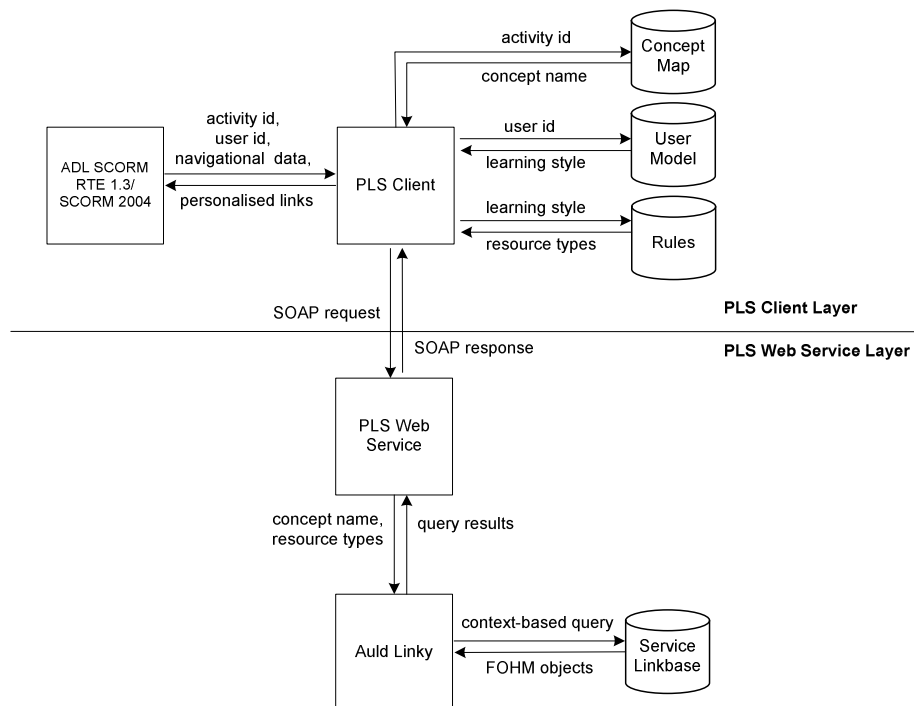 activity id
concept name
Concept
Map
activity id,
user id,
navigational data,
personalised links
ADL SCORM
RTE 1.3/
SCORM 2004
PLS Client
user id
learning style
User
Model
learning style
resource types
Rules
SOAP request
PLS Client Layer
SOAP response
PLS Web Service Layer
PLS Web
Service
concept name,
resource types
query results
Auld Linky
context-based query
FOHM objects
Service
Linkbase